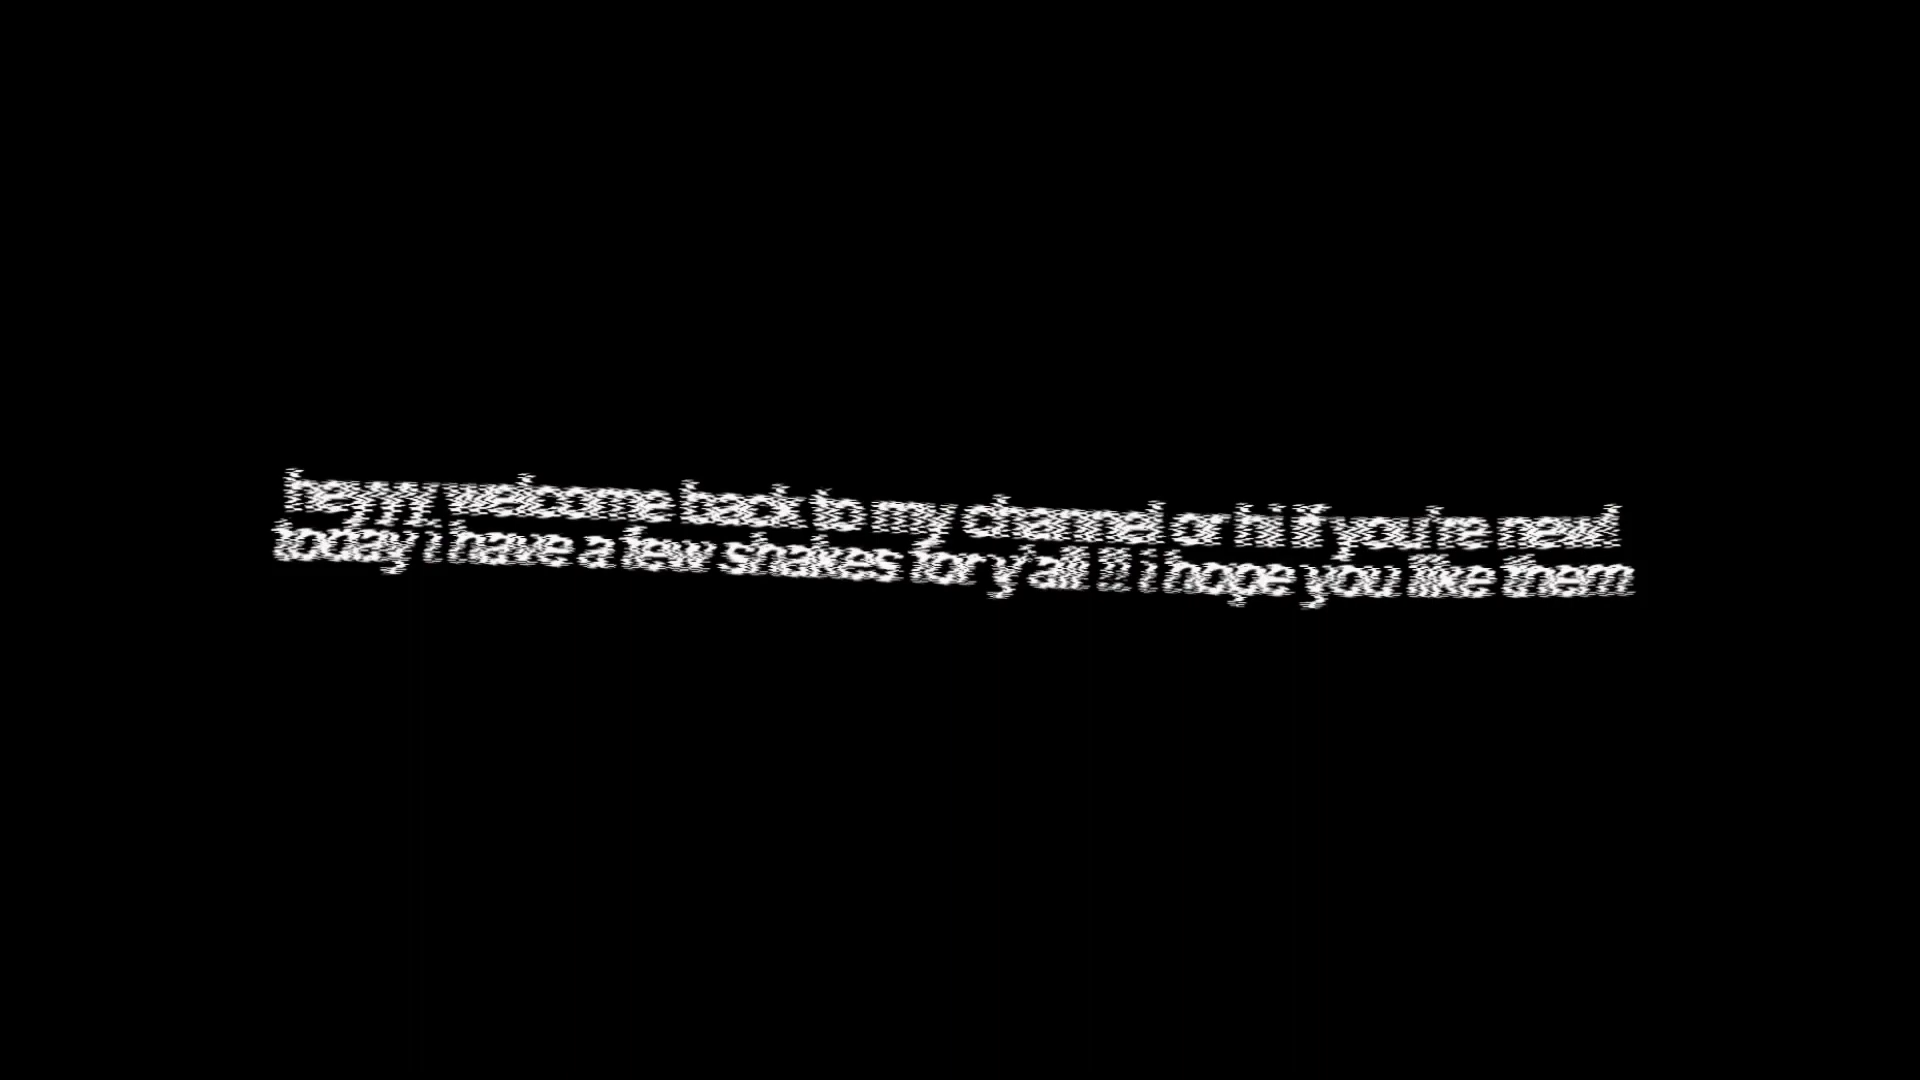 heyyyy welcome back to my channel or hi if you're new!
today i have a few shakes for y'all !! i hope you like them